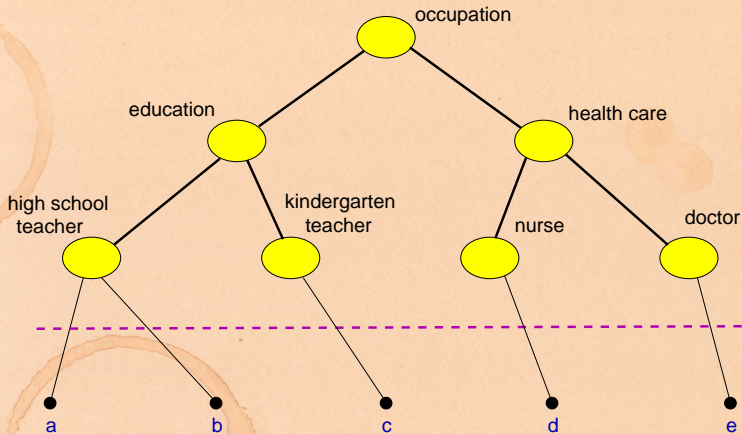 occupation
education
health care
high school
teacher
kindergarten
teacher
nurse
doctor
a
b
c
d
e